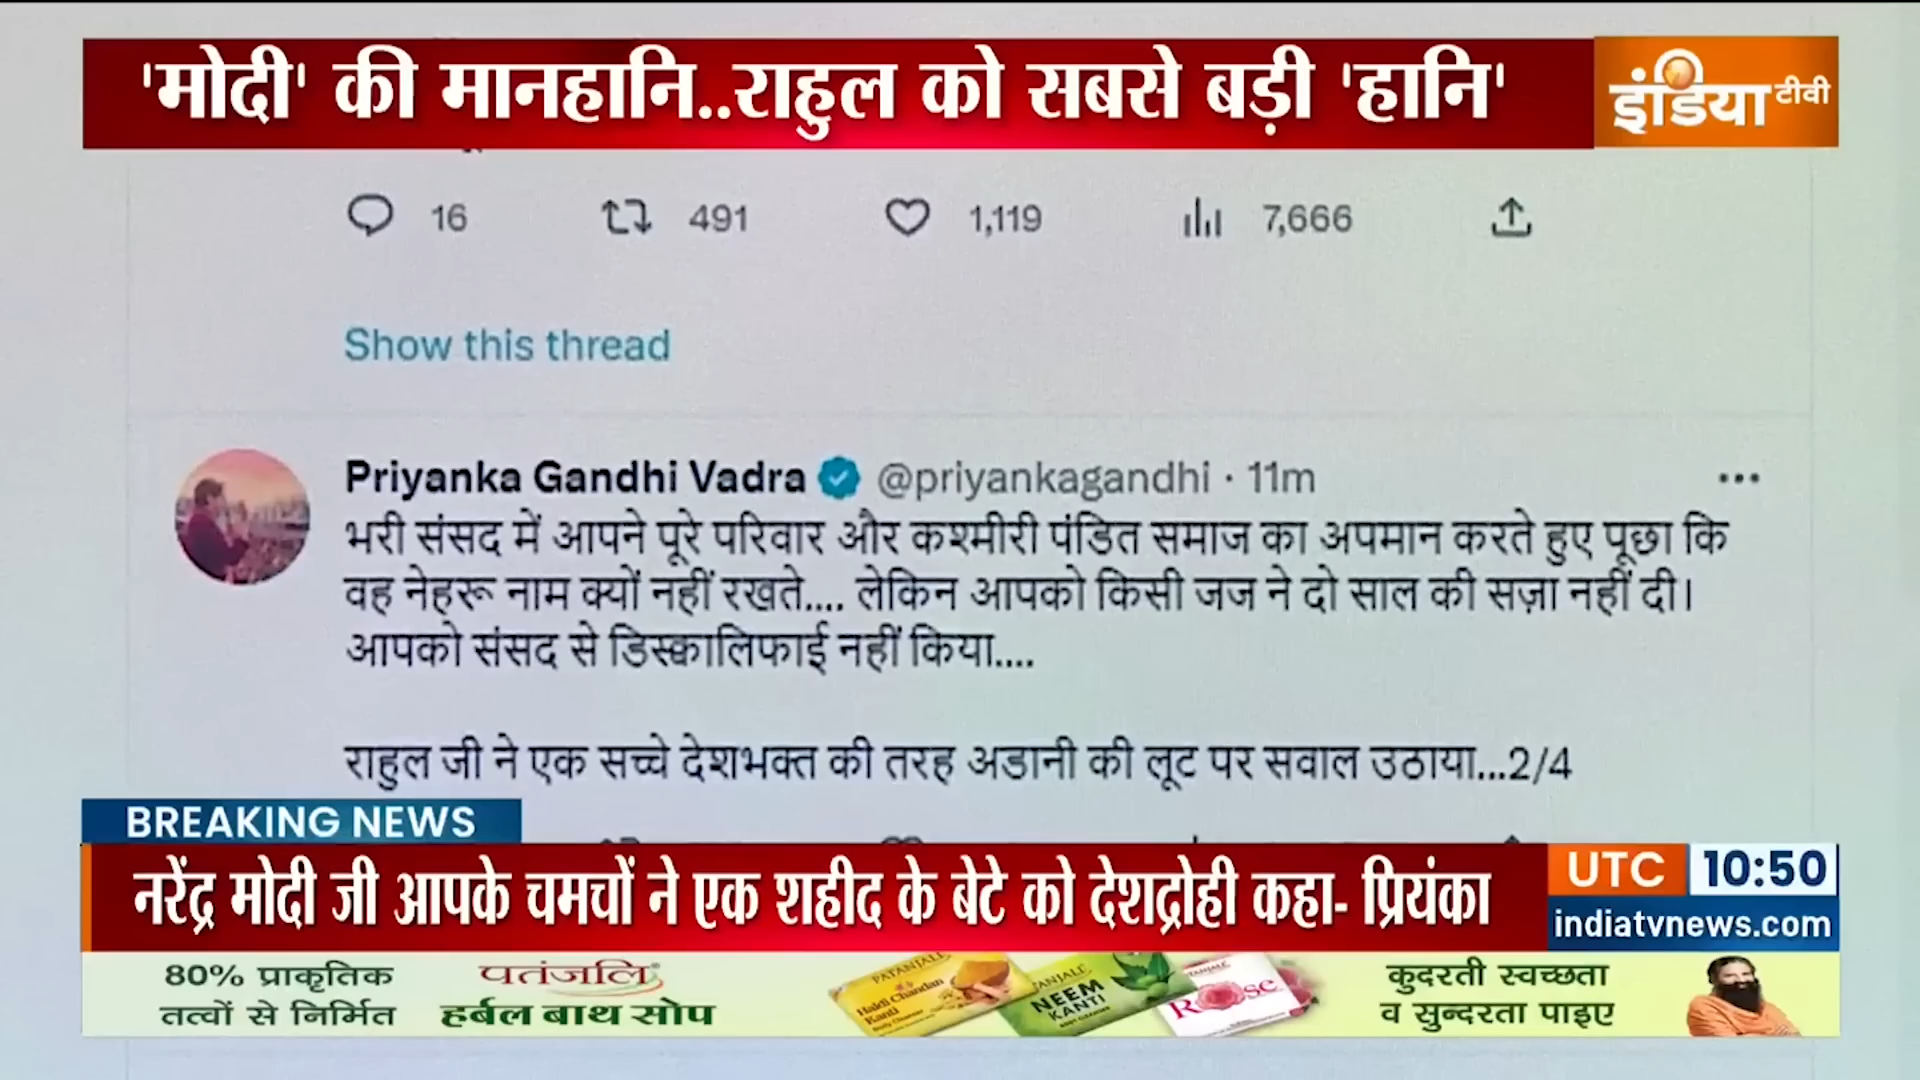 'मोदी' की मानहानि..राहुल को सबसे बड़ी 'हानि'
इंडिया टीवी
16 491 1,119 7,666
Show this thread
Priyanka Gandhi Vadra @priyankagandhi · 11m
भरी संसद में आपने पूरे परिवार और कश्मीरी पंडित समाज का अपमान करते हुए पूछा कि
वह नेहरू नाम क्यों नहीं रखते.... लेकिन आपको किसी जज ने दो साल की सज़ा नहीं दी।
आपको संसद से डिस्क्वालिफाई नहीं किया....
राहुल जी ने एक सच्चे देशभक्त की तरह अडानी की लूट पर सवाल उठाया...2/4
BREAKING NEWS
नरेंद्र मोदी जी आपके चमचों ने एक शहीद के बेटे को देशद्रोही कहा- प्रियंका
UTC 10:50
indiatvnews.com
80% प्राकृतिक
तत्वों से निर्मित
पतंजलि®
हर्बल बाथ सोप
PATANJALI
Haldi Chandan
Kanti
NEEM
KANTI
Rose
कुदरती स्वच्छता
व सुन्दरता पाइए